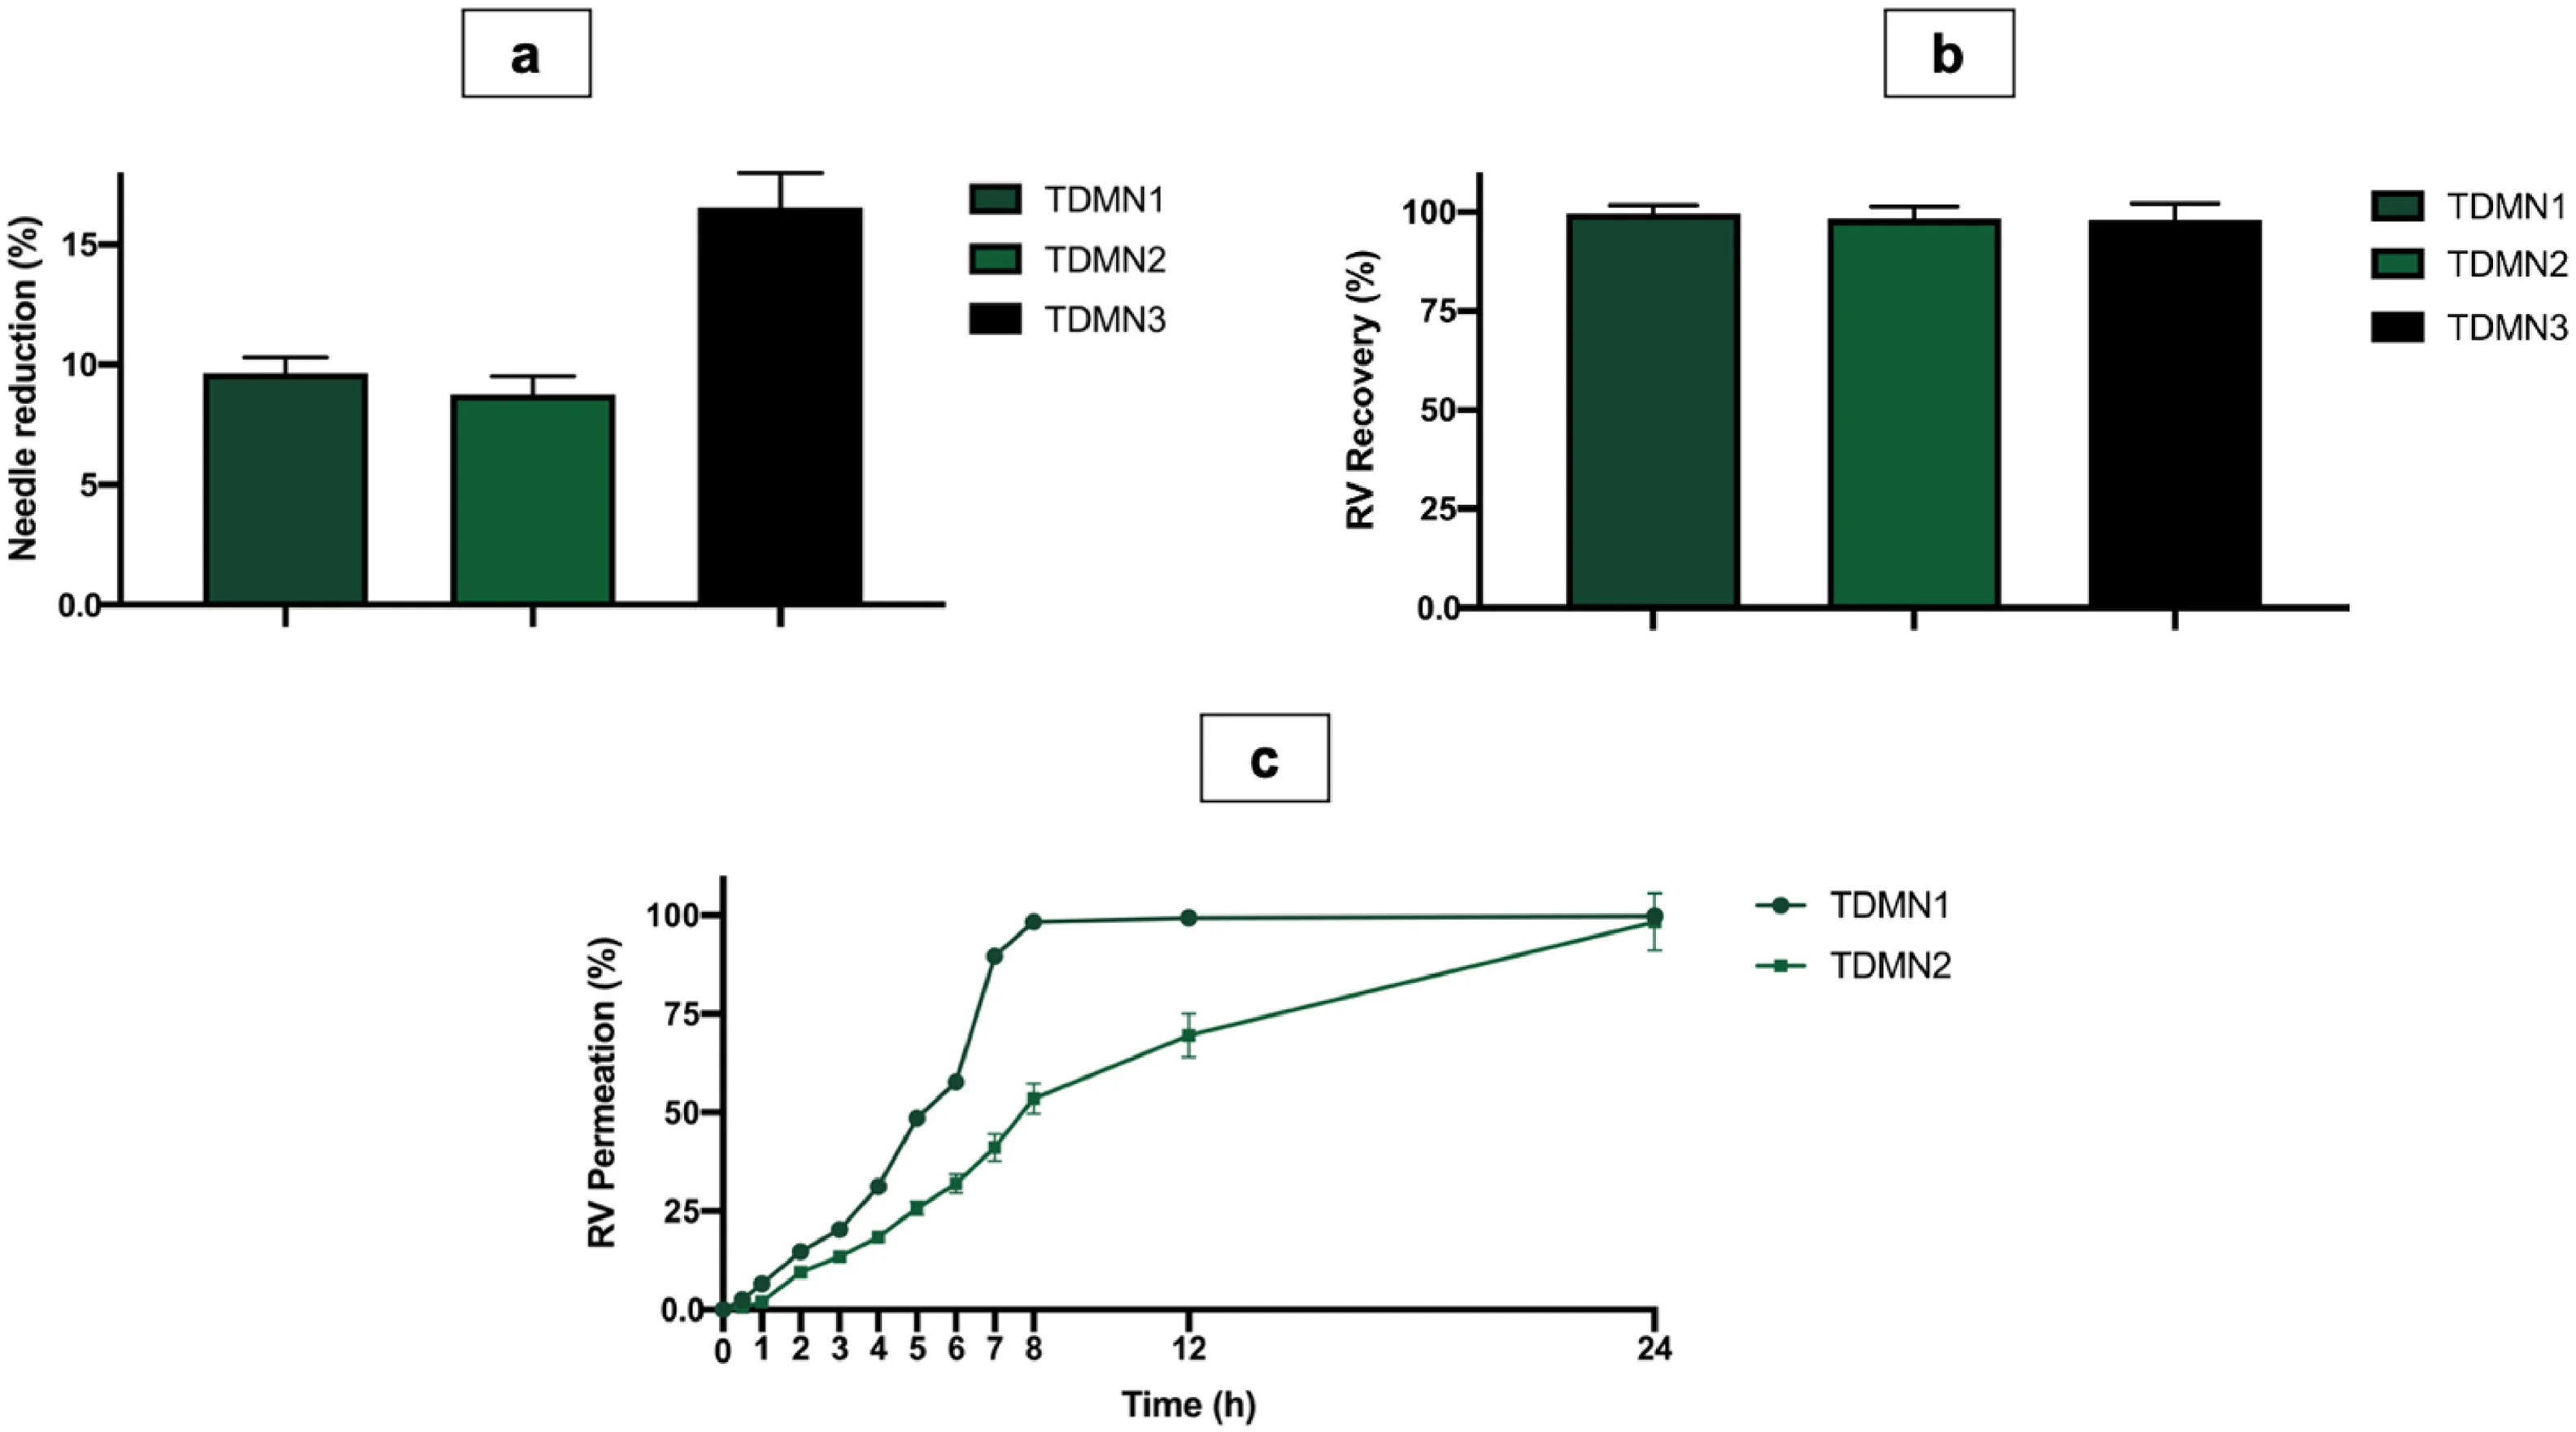 a
Needle reduction (%)
15
10
5
0.0
TDMN1
TDMN2
TDMN3
b
RV Recovery (%)
100
75
50
25
0.0
TDMN1
TDMN2
TDMN3
c
RV Permeation (%)
100
75
50
25
0.0
0 1 2 3 4 5 6 7 8 12 24
Time (h)
TDMN1
TDMN2